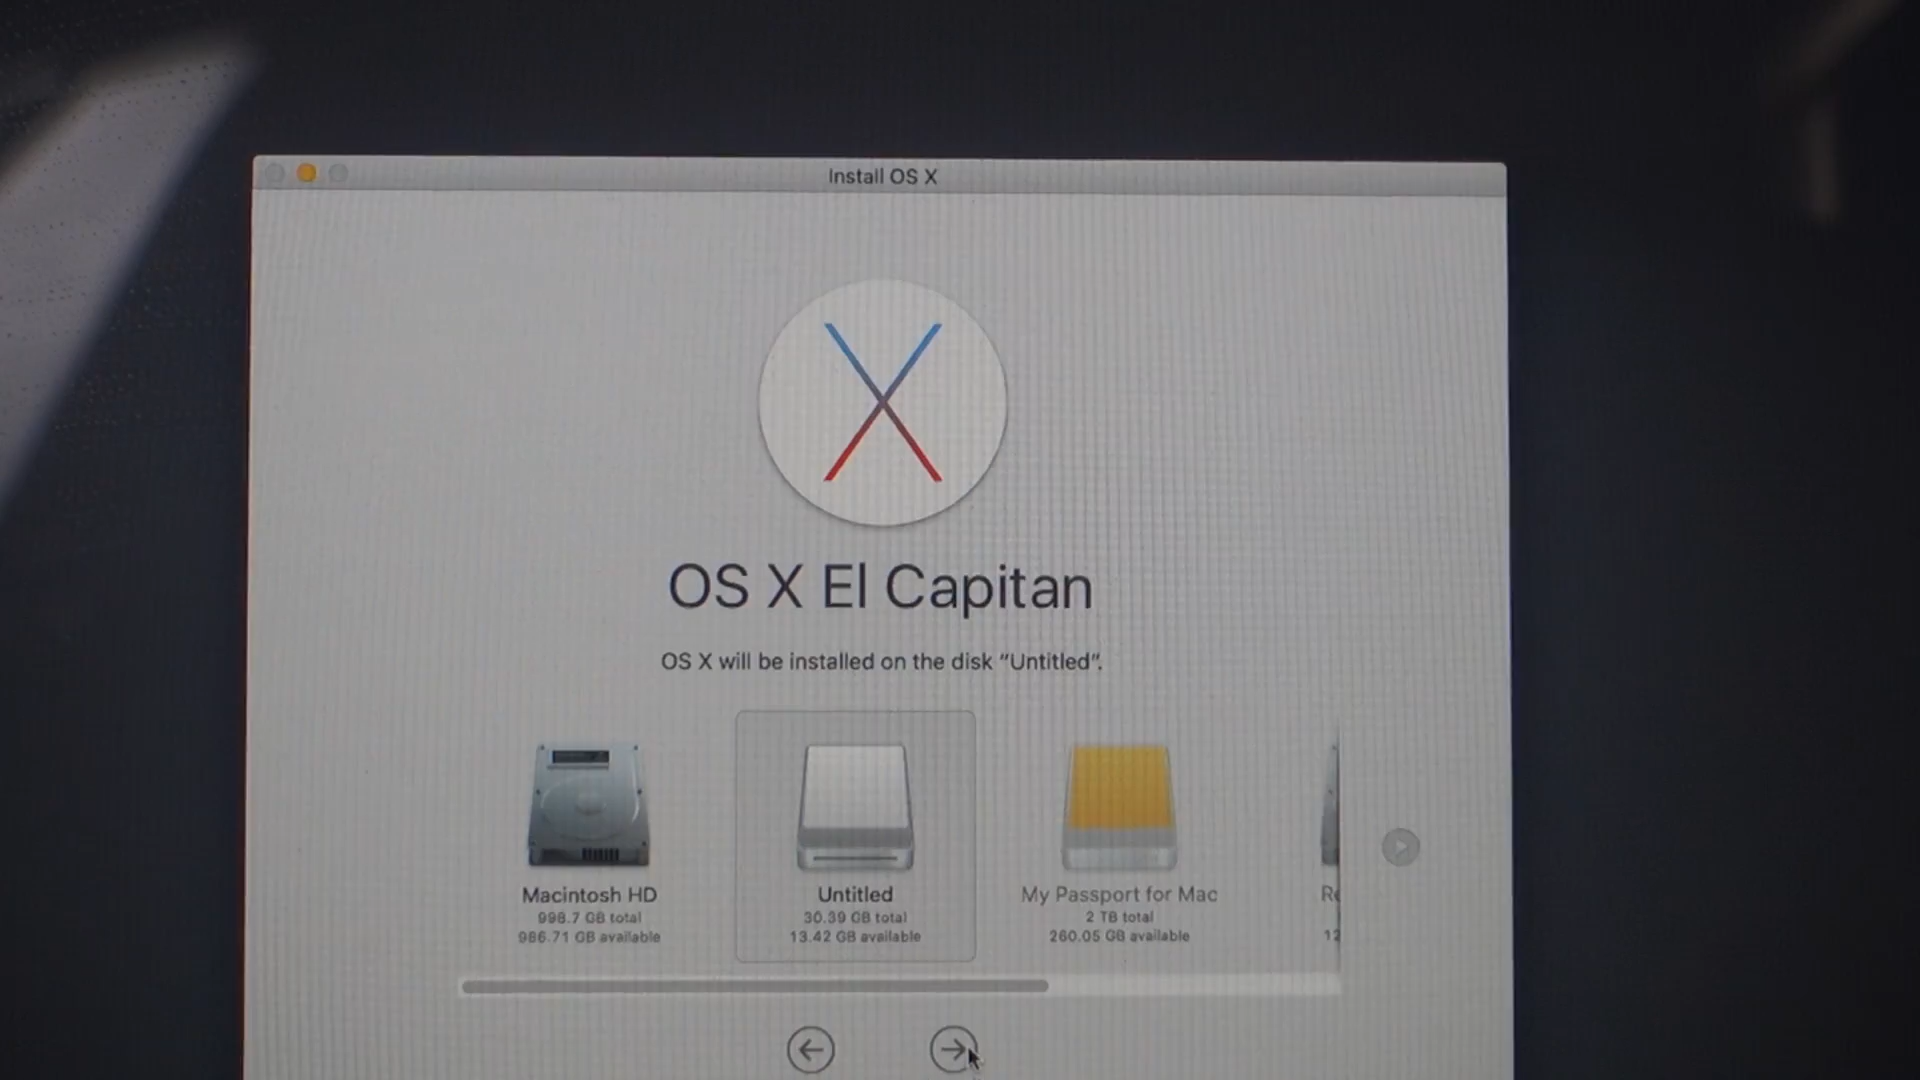 Install OS X
OS X El Capitan
OS X will be installed on the disk “Untitled”.
Macintosh HD
998.7 GB total
986.71 GB available
Untitled
30.39 GB total
13.42 GB available
My Passport for Mac
2 TB total
260.05 GB available